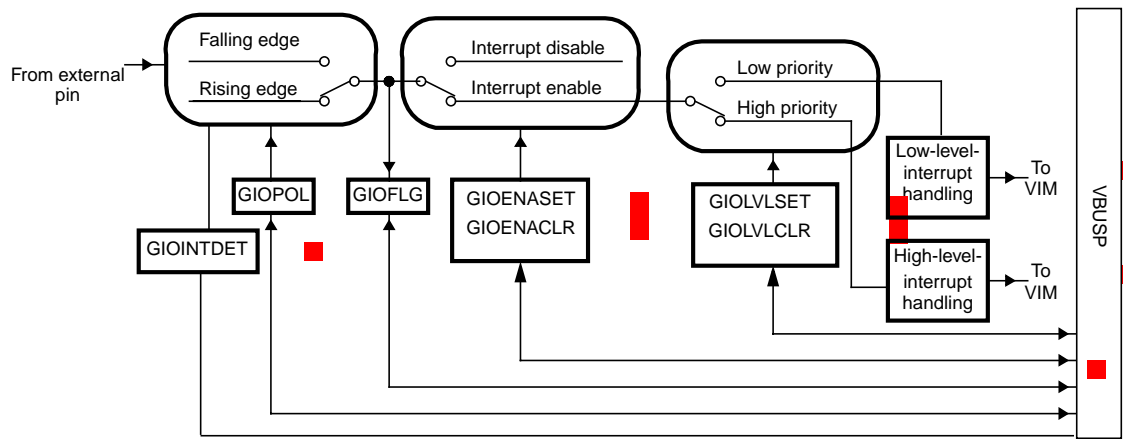 Falling edge
Rising edge
From external
pin
Interrupt disable
Interrupt enable
Low priority
High priority
GIOPOL
GIOFLG
GIOINTDET
GIOENASET
GIOENACLR
GIOLVLSET
GIOLVLCLR
Low-level-
interrupt
handling
To
VIM
High-level-
interrupt
handling
To
VIM
VBUSP